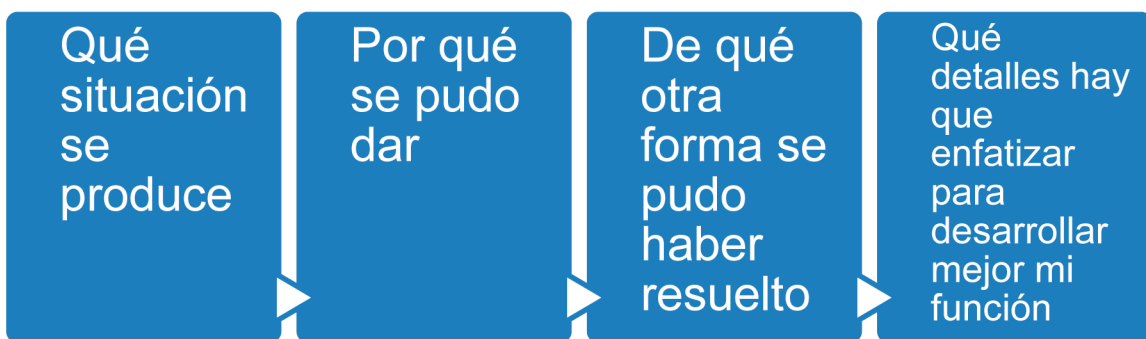 Qué
situación
se
produce
Por qué
se pudo
dar
De qué
otra
forma se
pudo
haber
resuelto
Qué
detalles hay
que
enfatizar
para
desarrollar
mejor mi
función